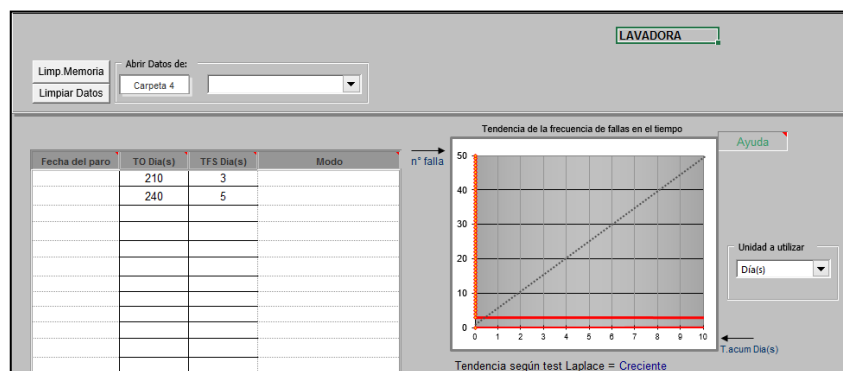 LAVADORA
Limp.Memoria
Limpiar Datos
Abrir Datos de:
Carpeta 4
Fecha del paro TO Dia(s) TFS Dia(s) Modo
210 3
240 5
n° falla
Tendencia de la frecuencia de fallas en el tiempo
50
40
30
20
10
0
0 1 2 3 4 5 6 7 8 9 10
T.acum Dia(s)
Tendencia según test Laplace = Creciente
Ayuda
Unidad a utilizar
Día(s)